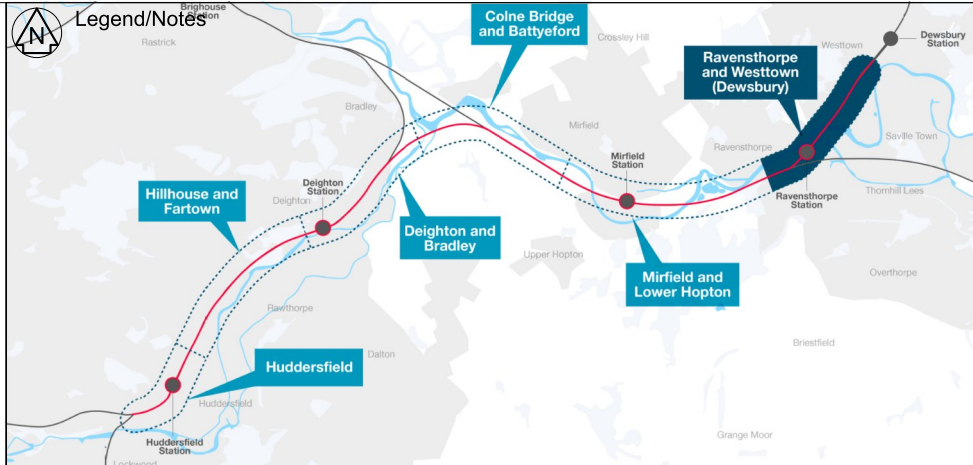 N
Legend/Notes
Brighouse
Station
Rastrick
Colne Bridge
and Battyeford
Crossley Hill
Westtown
Dewsbury
Station
Ravensthorpe
and Westtown
(Dewsbury)
Bradley
Mirfield
Ravensthorpe
Saville Town
Mirfield
Station
Deighton
Station
Deighton
Hillhouse and
Fartown
Ravensthorpe
Station
Thornhill Lees
Deighton and
Bradley
Upper Hopton
Mirfield and
Lower Hopton
Overthorpe
Rawthorpe
Briestfield
Dalton
Huddersfield
Huddersfield
Grange Moor
Huddersfield
Station
Lockwood